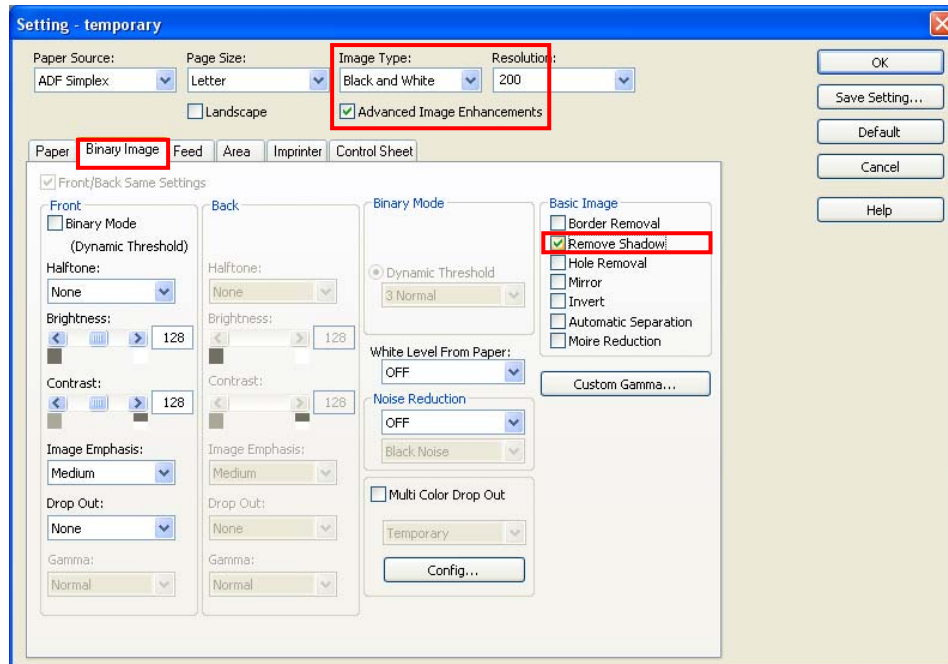 Setting - temporary
Paper Source: Page Size: Image Type: Resolution:
ADF Simplex Letter Black and White 200
Landscape Advanced Image Enhancements
OK
Save Setting...
Default
Cancel
Help
Paper Binary Image Feed Area Imprinter Control Sheet
Front/Back Same Settings
Front
Binary Mode
(Dynamic Threshold)
Halftone:
None
Brightness:
128
Contrast:
128
Image Emphasis:
Medium
Drop Out:
None
Gamma:
Normal
Back
Halftone:
None
Brightness:
128
Contrast:
128
Image Emphasis:
Medium
Drop Out:
None
Gamma:
Normal
Binary Mode
Dynamic Threshold
3 Normal
White Level From Paper:
OFF
Noise Reduction
OFF
Black Noise
Multi Color Drop Out
Temporary
Config...
Basic Image
Border Removal
Remove Shadow
Hole Removal
Mirror
Invert
Automatic Separation
Moire Reduction
Custom Gamma...